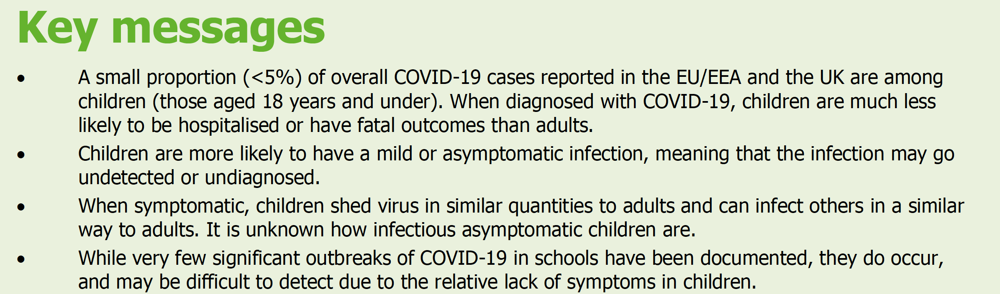 Key messages
• A small proportion (<5%) of overall COVID-19 cases reported in the EU/EEA and the UK are among
children (those aged 18 years and under). When diagnosed with COVID-19, children are much less
likely to be hospitalised or have fatal outcomes than adults.
• Children are more likely to have a mild or asymptomatic infection, meaning that the infection may go
undetected or undiagnosed.
• When symptomatic, children shed virus in similar quantities to adults and can infect others in a similar
way to adults. It is unknown how infectious asymptomatic children are.
• While very few significant outbreaks of COVID-19 in schools have been documented, they do occur,
and may be difficult to detect due to the relative lack of symptoms in children.